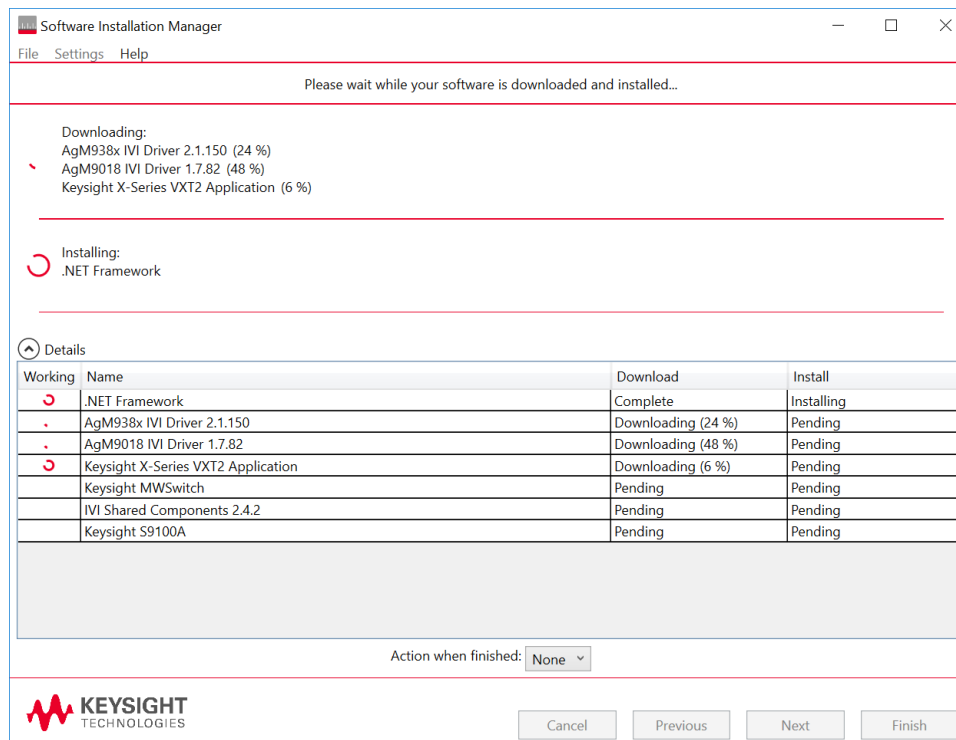 Software Installation Manager
File Settings Help
Please wait while your software is downloaded and installed...
Downloading:
AgM938x IVI Driver 2.1.150 (24 %)
AgM9018 IVI Driver 1.7.82 (48 %)
Keysight X-Series VXT2 Application (6 %)
Installing:
.NET Framework
Details
Working Name Download Install
.NET Framework Complete Installing
AgM938x IVI Driver 2.1.150 Downloading (24 %) Pending
AgM9018 IVI Driver 1.7.82 Downloading (48 %) Pending
Keysight X-Series VXT2 Application Downloading (6 %) Pending
Keysight MWSwitch Pending Pending
IVI Shared Components 2.4.2 Pending Pending
Keysight S9100A Pending Pending
Action when finished: None
KEYSIGHT
TECHNOLOGIES
Cancel Previous Next Finish